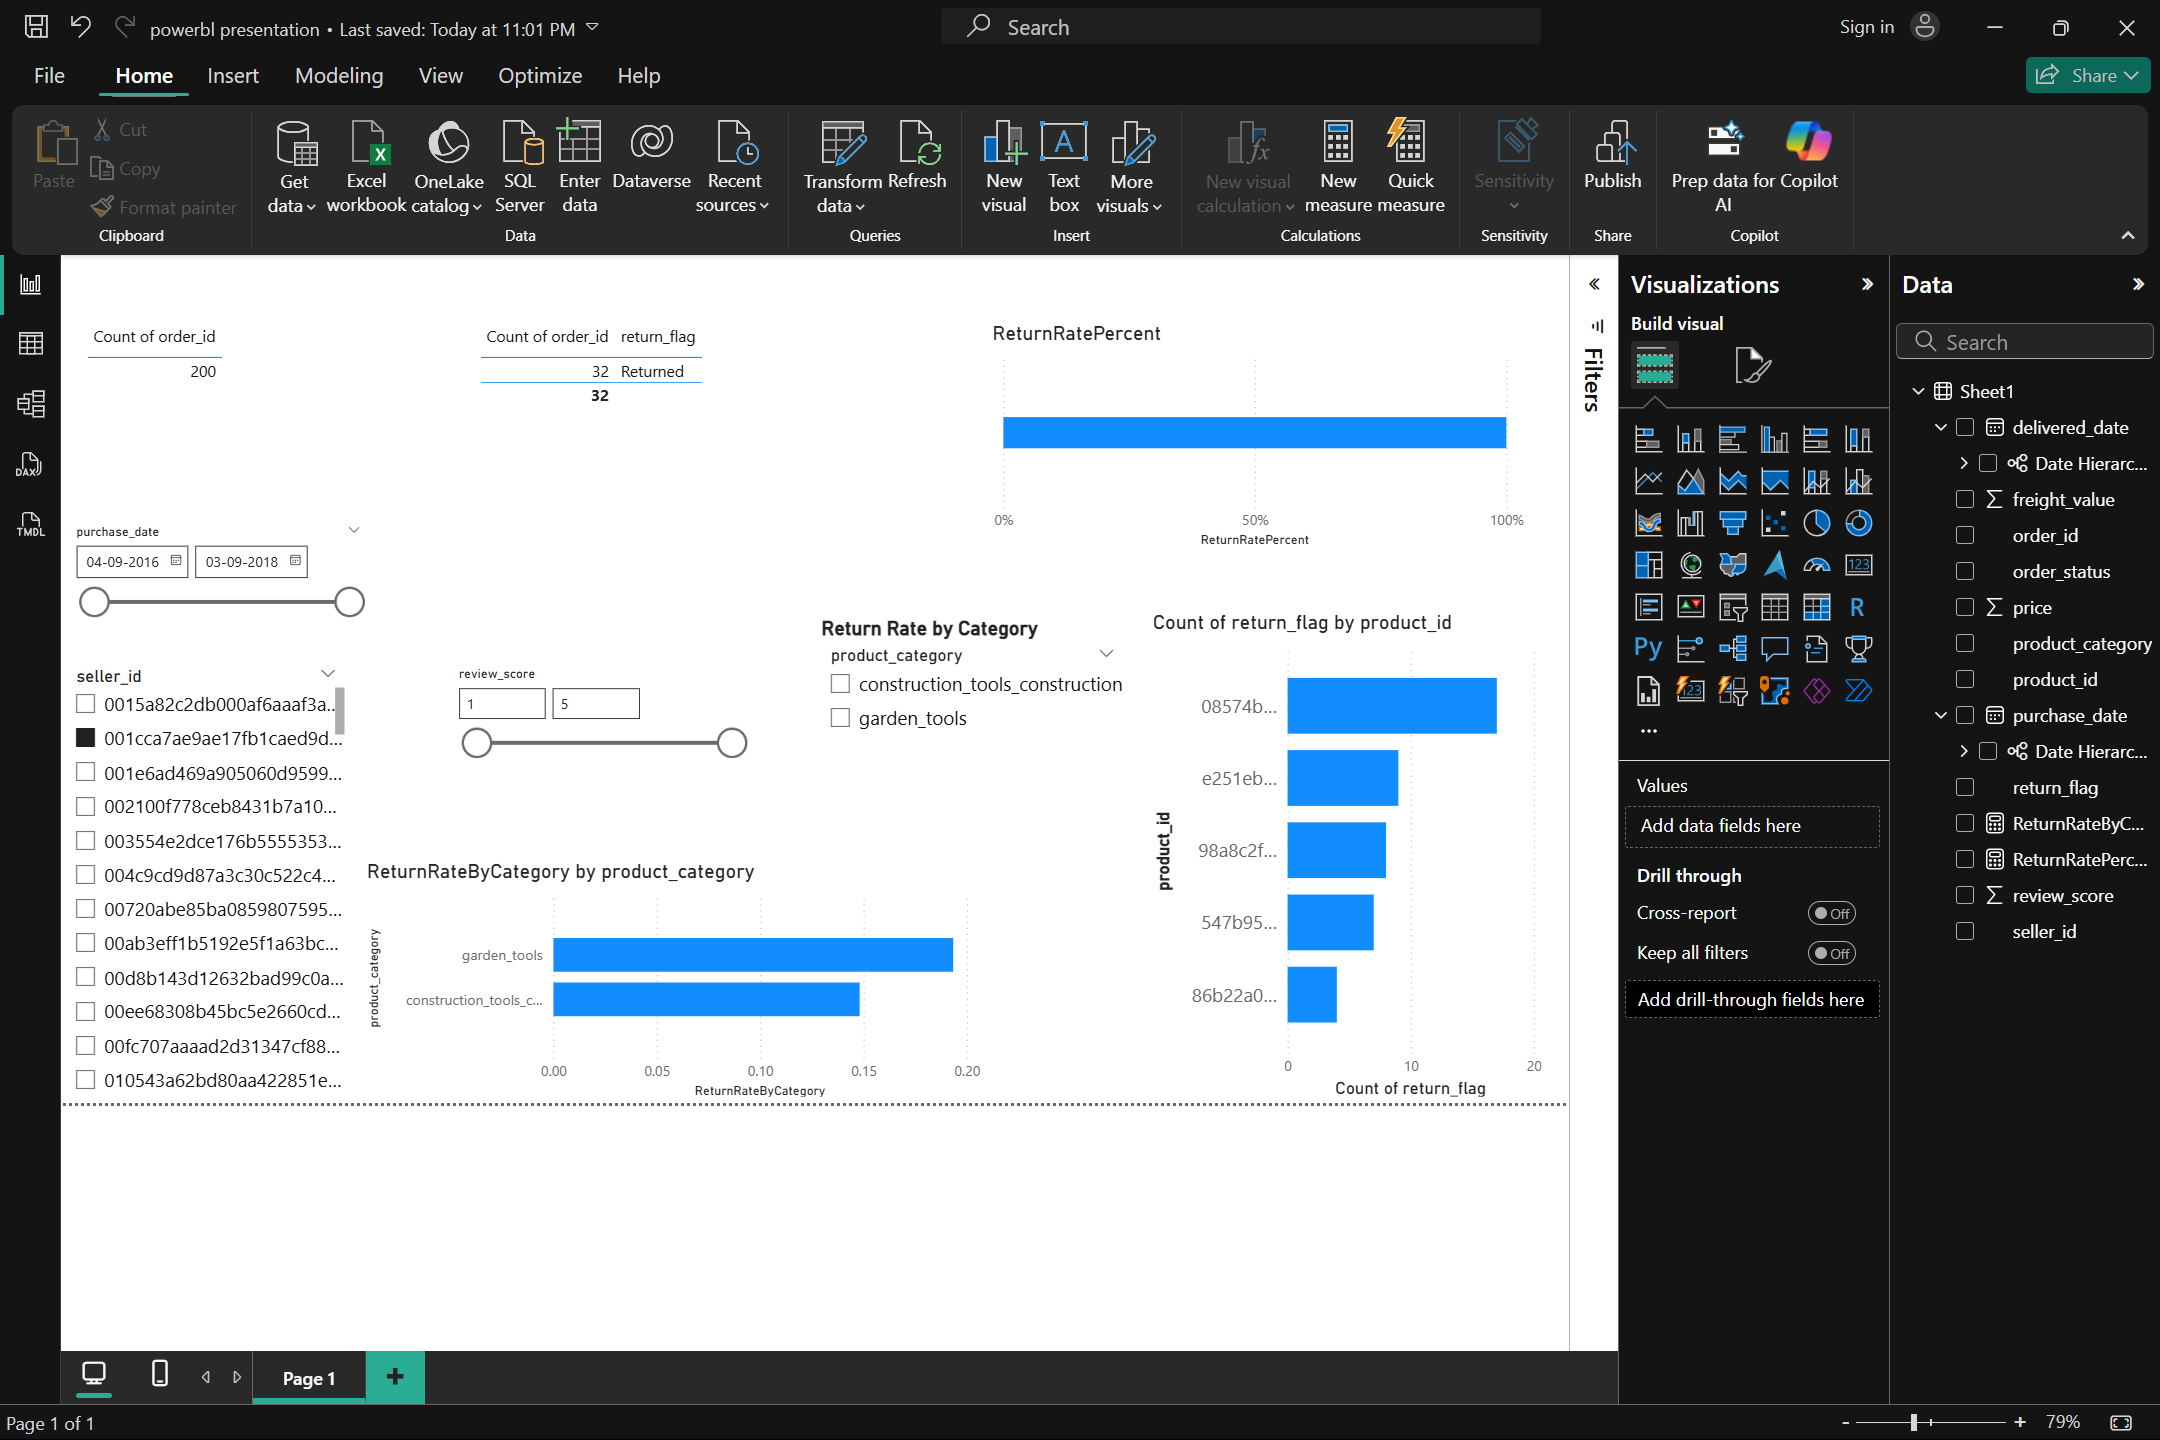 powerbl presentation • Last saved: Today at 11:01 PM
Search
Sign in
File
Home
Insert
Modeling
View
Optimize
Help
Share
Paste
Cut
Copy
Format painter
Clipboard
Get data
Excel workbook
OneLake catalog
SQL Server
Enter data
Dataverse
Recent sources
Data
Transform data
Refresh
Queries
New visual
Text box
More visuals
Insert
New visual calculation
New measure
Quick measure
Calculations
Sensitivity
Sensitivity
Publish
Share
Prep data for AI
Copilot
Copilot
DAX
TMDL
Count of order_id
200
Count of order_id return_flag
32 Returned
32
ReturnRatePercent
0% 50% 100%
ReturnRatePercent
purchase_date
04-09-2016 03-09-2018
seller_id
0015a82c2db000af6aaaf3a...
001cca7ae9ae17fb1caed9d...
001e6ad469a905060d9599...
002100f778ceb8431b7a10...
003554e2dce176b5555353...
004c9cd9d87a3c30c522c4...
00720abe85ba0859807595...
00ab3eff1b5192e5f1a63bc...
00d8b143d12632bad99c0a...
00ee68308b45bc5e2660cd...
00fc707aaaad2d31347cf88...
010543a62bd80aa422851e...
review_score
1 5
Return Rate by Category
product_category
construction_tools_construction
garden_tools
ReturnRateByCategory by product_category
product_category
garden_tools
construction_tools_c...
0.00 0.05 0.10 0.15 0.20
ReturnRateByCategory
Count of return_flag by product_id
product_id
08574b...
e251eb...
98a8c2f...
547b95...
86b22a0...
0 10 20
Count of return_flag
Filters
Visualizations
Build visual
123
R
Py
123
Values
Add data fields here
Drill through
Cross-report
Off
Keep all filters
Off
Add drill-through fields here
Data
Search
Sheet1
delivered_date
Date Hierarc...
freight_value
order_id
order_status
price
product_category
product_id
purchase_date
Date Hierarc...
return_flag
ReturnRateByC...
ReturnRatePerc...
review_score
seller_id
Page 1
Page 1 of 1
- + 79%